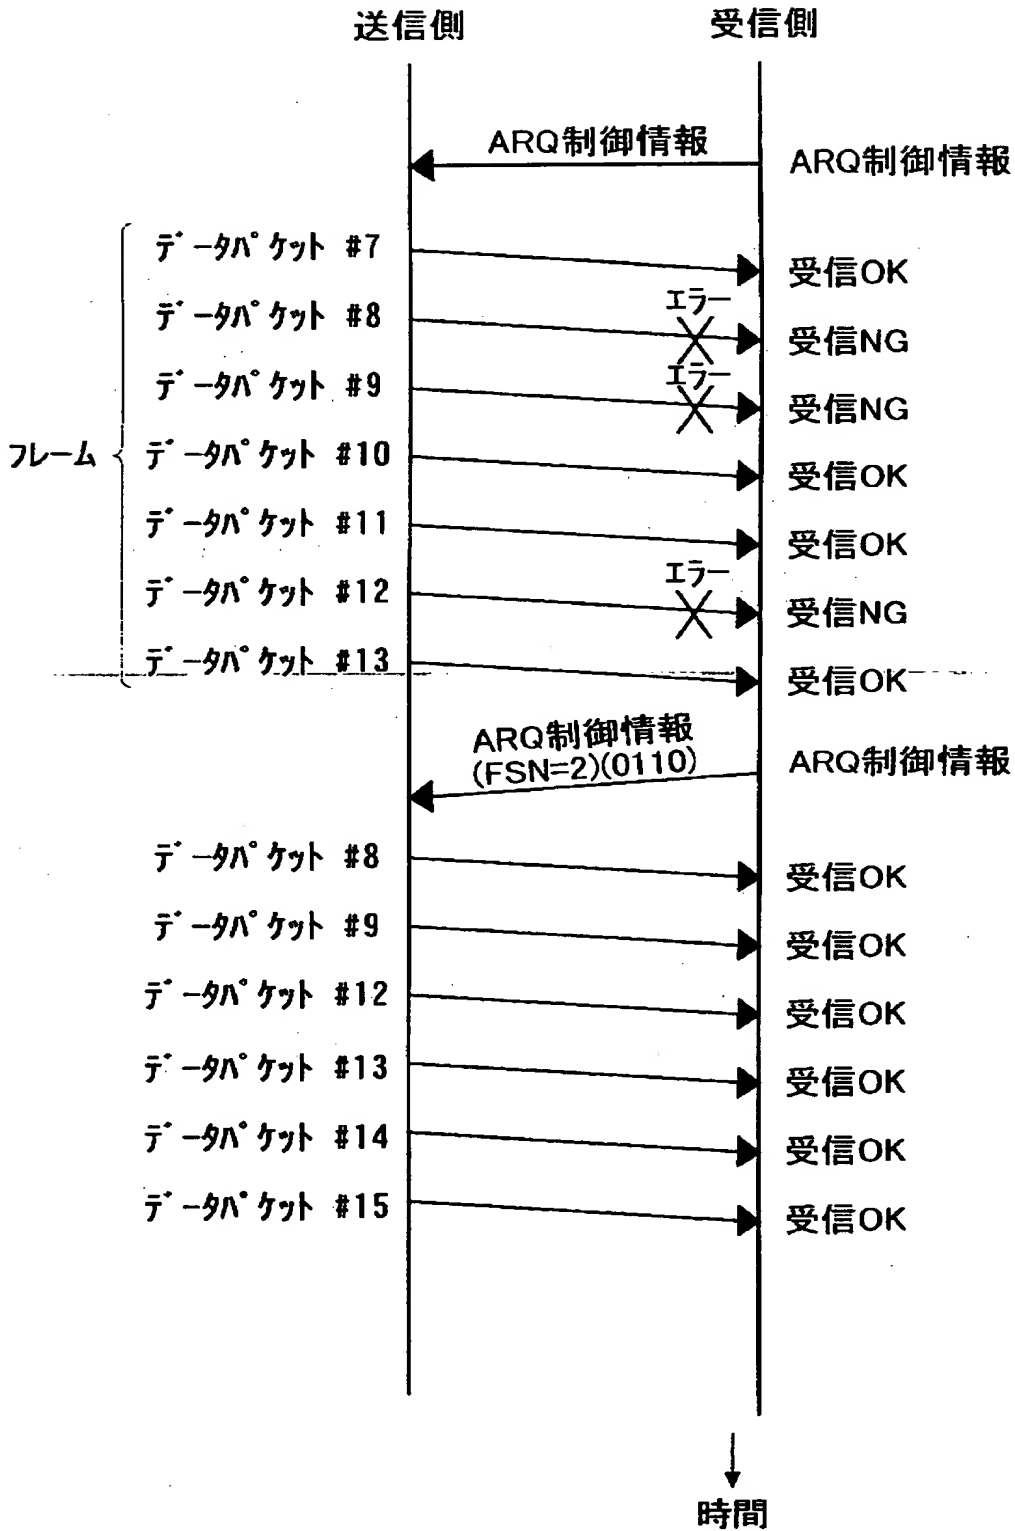 送信側 受信側
ARQ制御情報 ARQ制御情報
データパケット #7 受信OK
エラー
データパケット #8 受信NG
エラー
データパケット #9 受信NG
フレーム データパケット #10 受信OK
データパケット #11 受信OK
エラー
データパケット #12 受信NG
データパケット #13 受信OK
ARQ制御情報 ARQ制御情報
(FSN=2)(0110)
データパケット #8 受信OK
データパケット #9 受信OK
データパケット #12 受信OK
データパケット #13 受信OK
データパケット #14 受信OK
データパケット #15 受信OK
時間